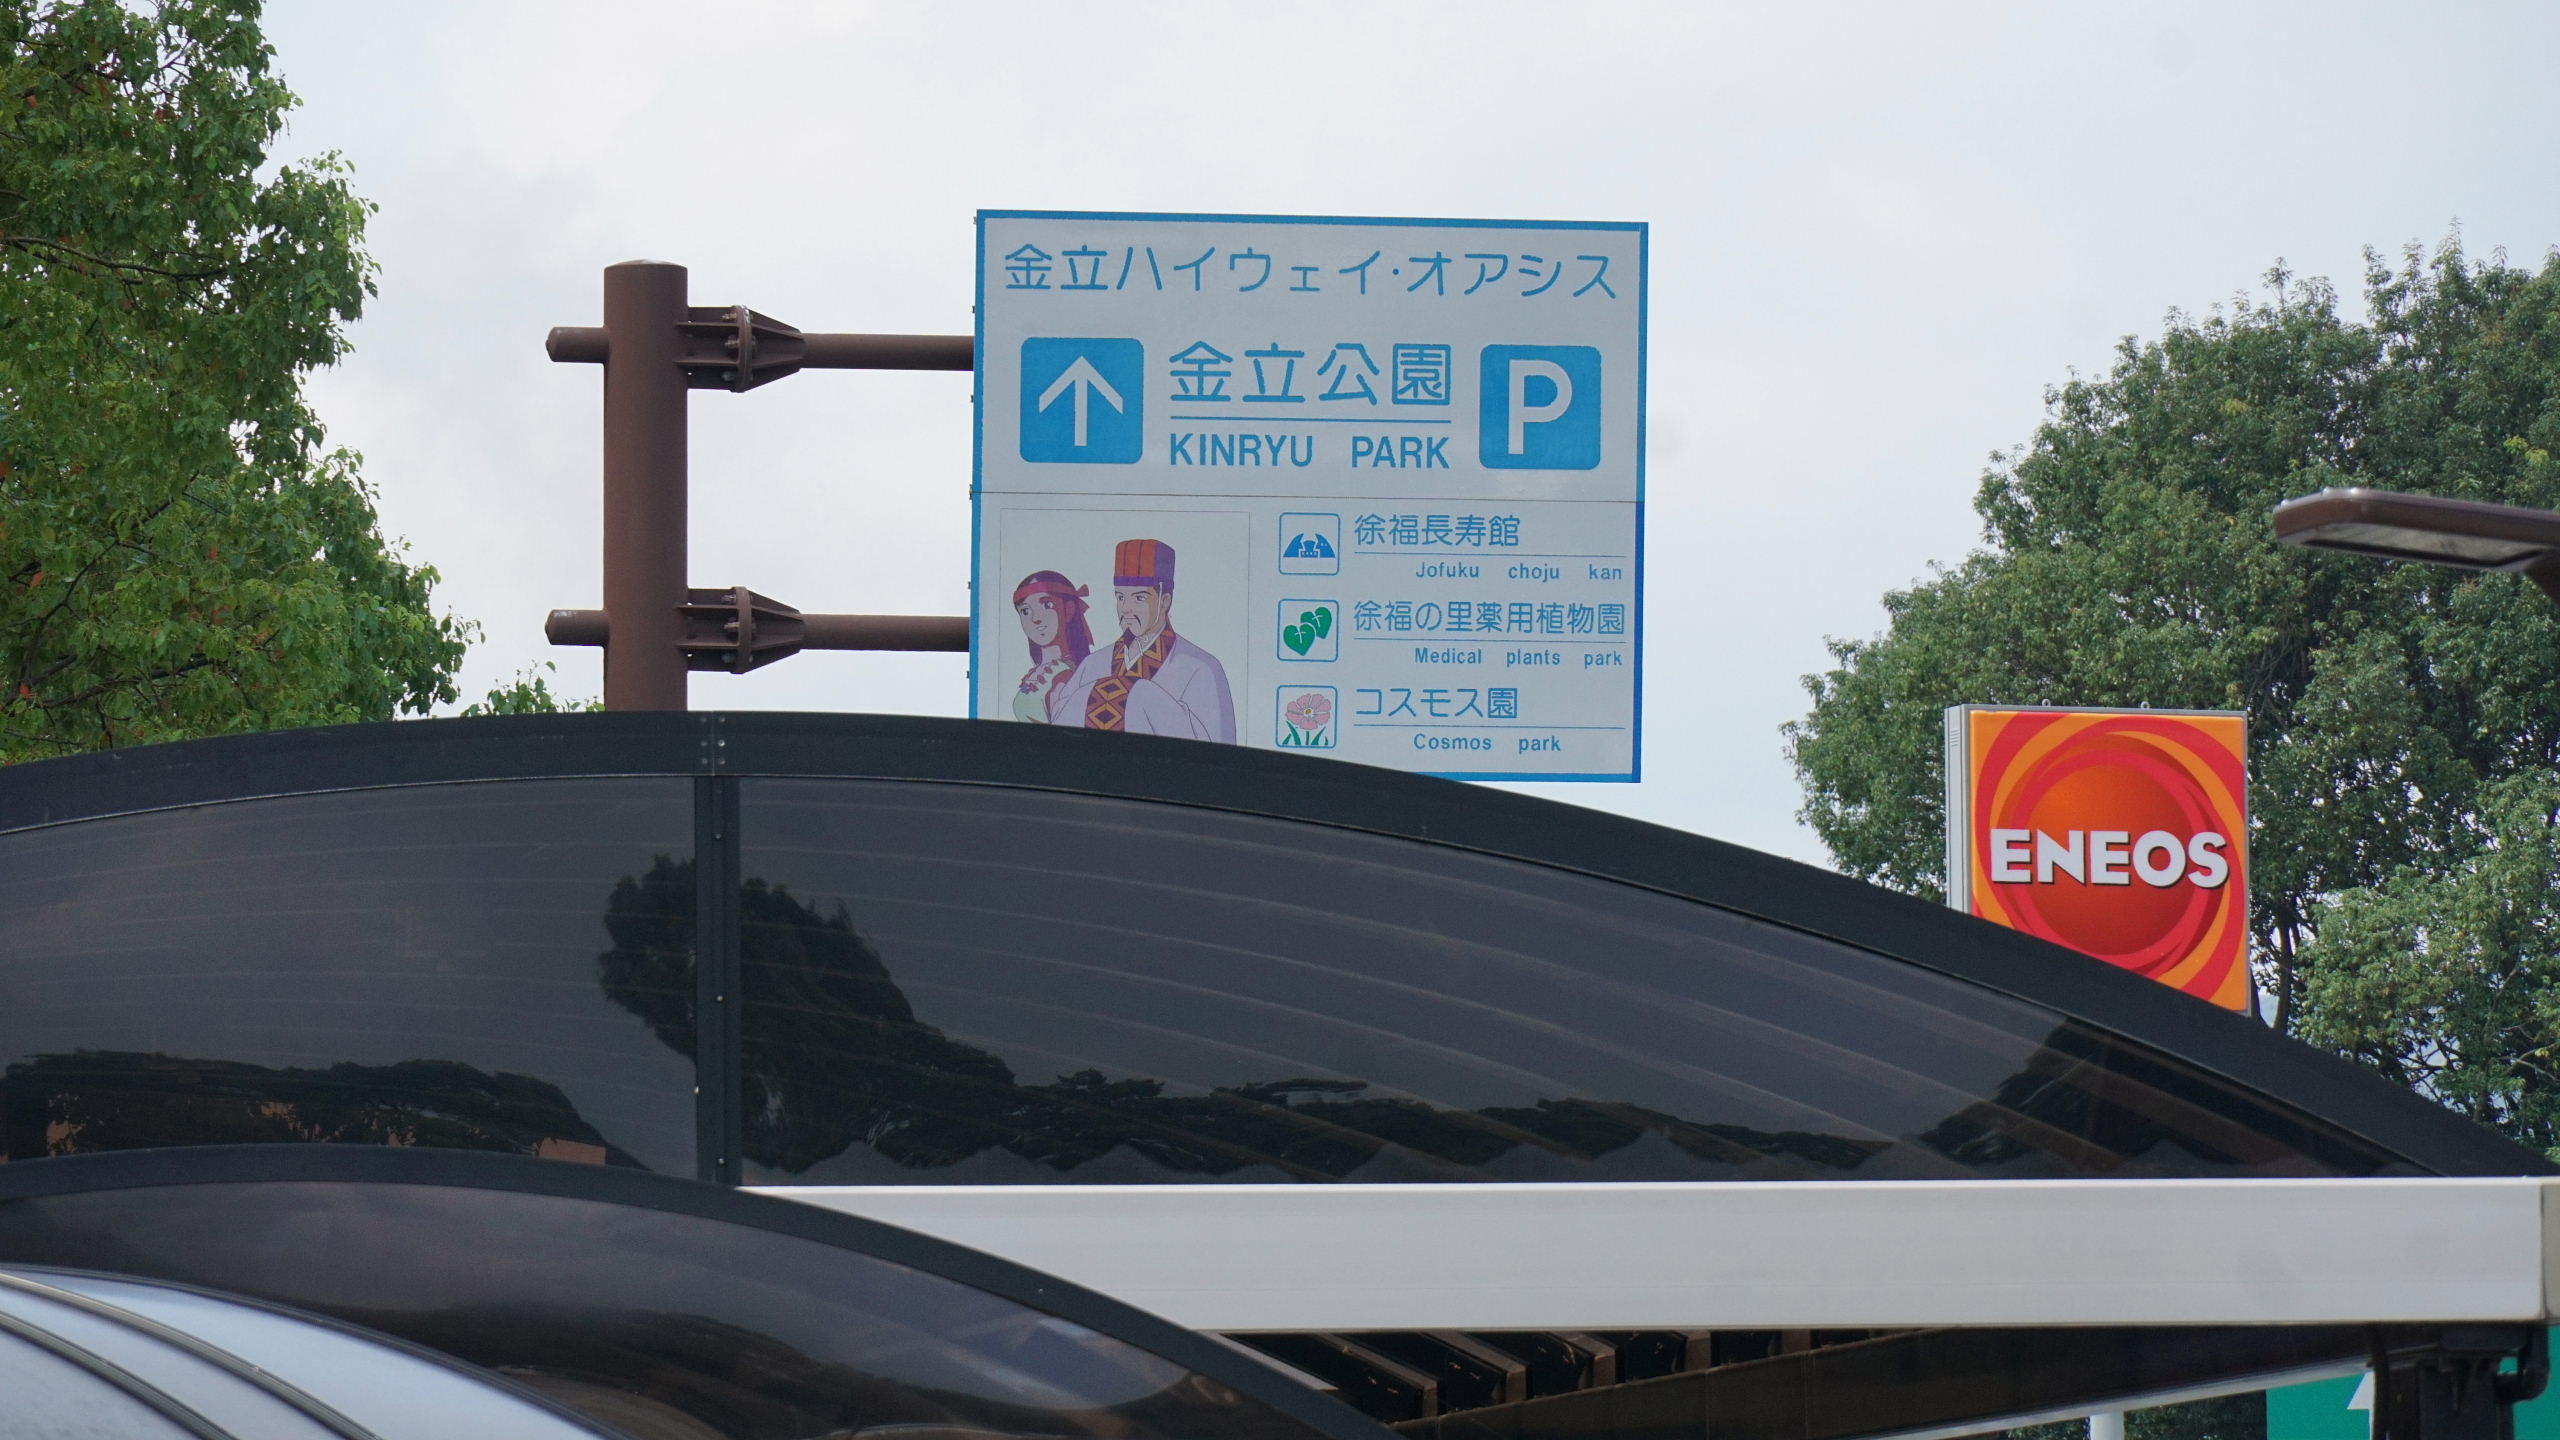 金立ハイウェイ・オアシス
金立公園
P
KINRYU PARK
徐福長寿館
Jofuku choju kan
徐福の里薬用植物園
Medical plants park
コスモス園
Cosmos park
ENEOS